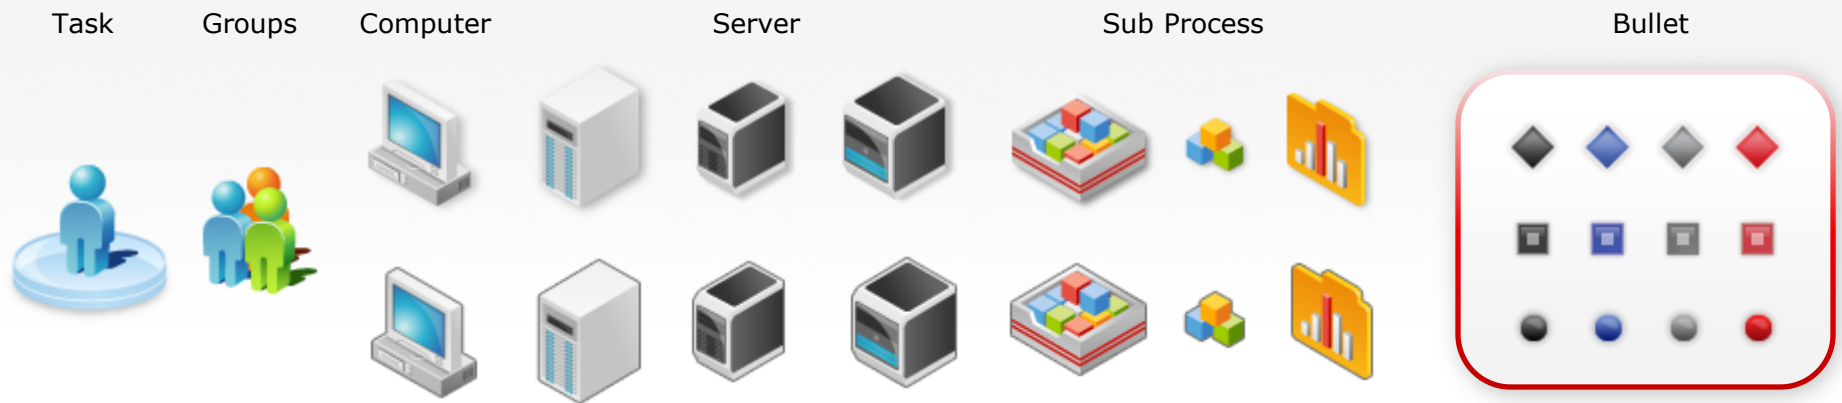 Task
Groups
Computer
Server
Sub Process
Bullet